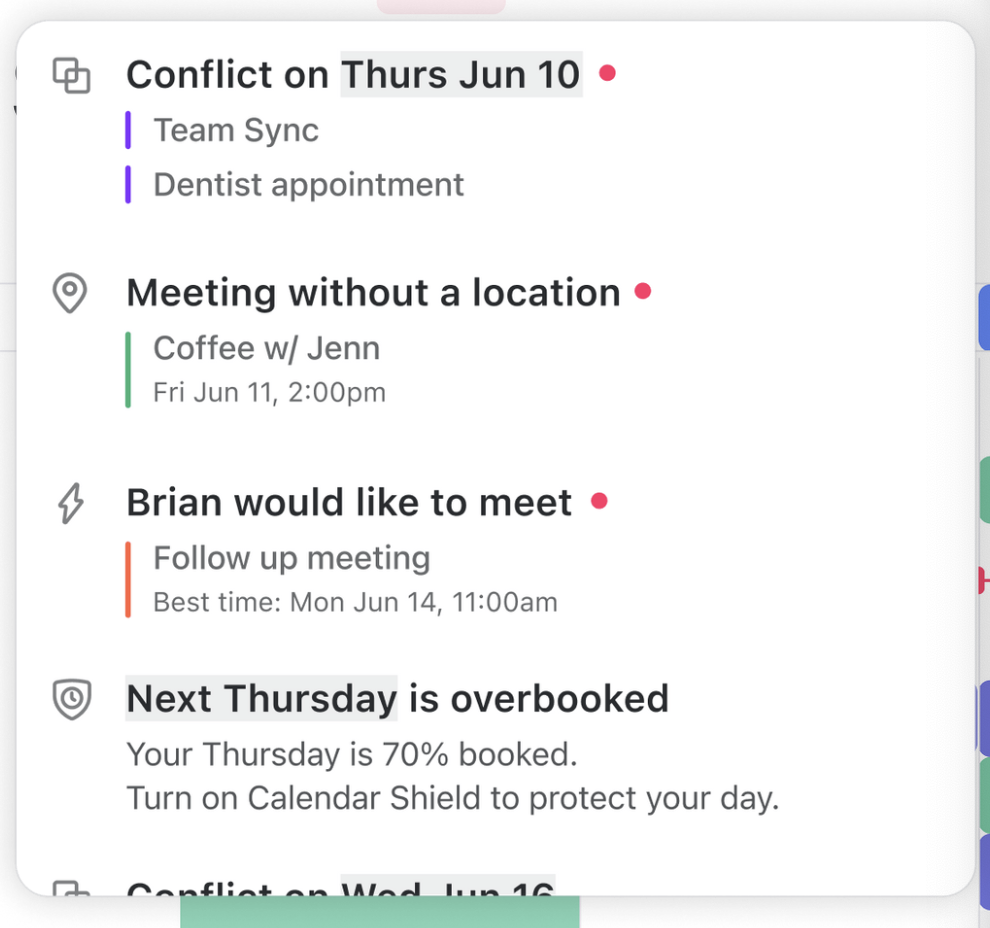 Conflict on Thurs Jun 10
Team Sync
Dentist appointment
Meeting without a location
Coffee w/ Jenn
Fri Jun 11, 2:00pm
Brian would like to meet
Follow up meeting
Best time: Mon Jun 14, 11:00am
Next Thursday is overbooked
Your Thursday is 70% booked.
Turn on Calendar Shield to protect your day.
Conflict on Wed Jun 16